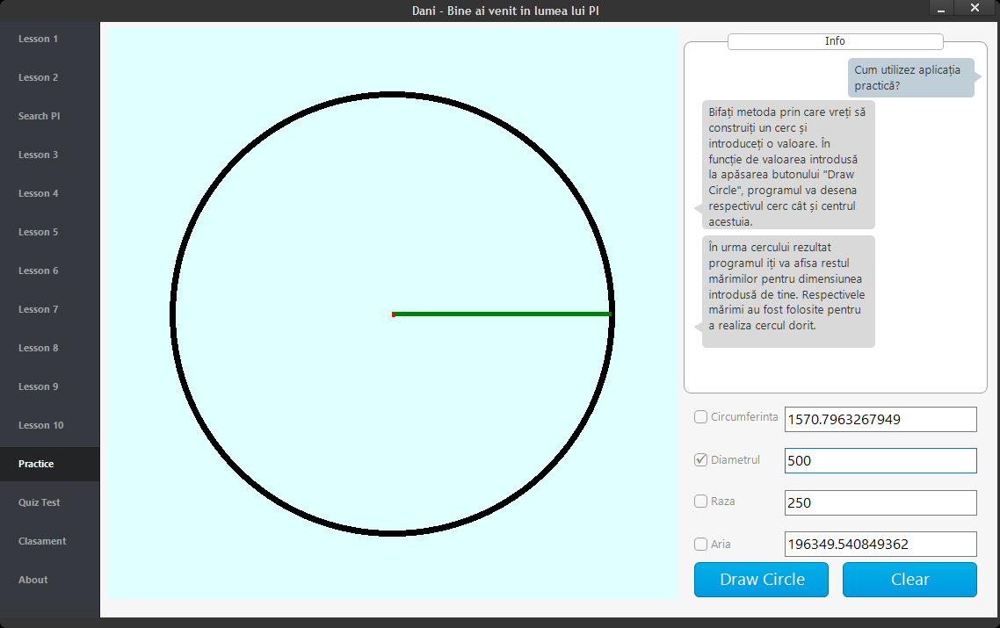 Dani - Bine ai venit in lumea lui PI
Lesson 1
Lesson 2
Search PI
Lesson 3
Lesson 4
Lesson 5
Lesson 6
Lesson 7
Lesson 8
Lesson 9
Lesson 10
Practice
Quiz Test
Clasament
About
Info
Cum utilizez aplicația
practică?
Bifați metoda prin care vreți să
construiți un cerc și
introduceți o valoare. În
funcție de valoarea introdusă
la apăsarea butonului "Draw
Circle", programul va desena
respectivul cerc cât și centrul
acestuia.
În urma cercului rezultat
programul iți va afisa restul
mărimilor pentru dimensiunea
introdusă de tine. Respectivele
mărimi au fost folosite pentru
a realiza cercul dorit.
Circumferinta 1570.7963267949
Diametrul 500
Raza 250
Aria 196349.540849362
Draw Circle Clear